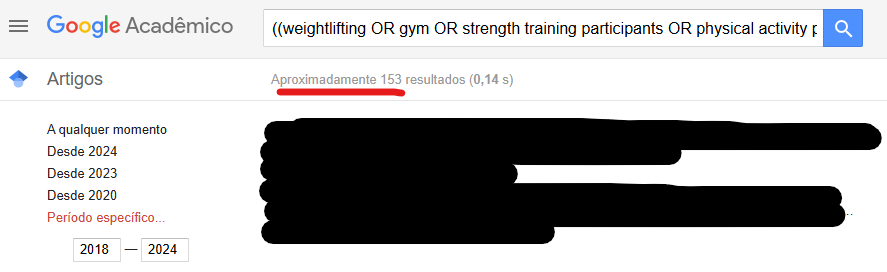 Google Acadêmico
((weightlifting OR gym OR strength training participants OR physical activity p
Artigos
Aproximadamente 153 resultados (0,14 s)
A qualquer momento
Desde 2024
Desde 2023
Desde 2020
Período específico...
2018 — 2024